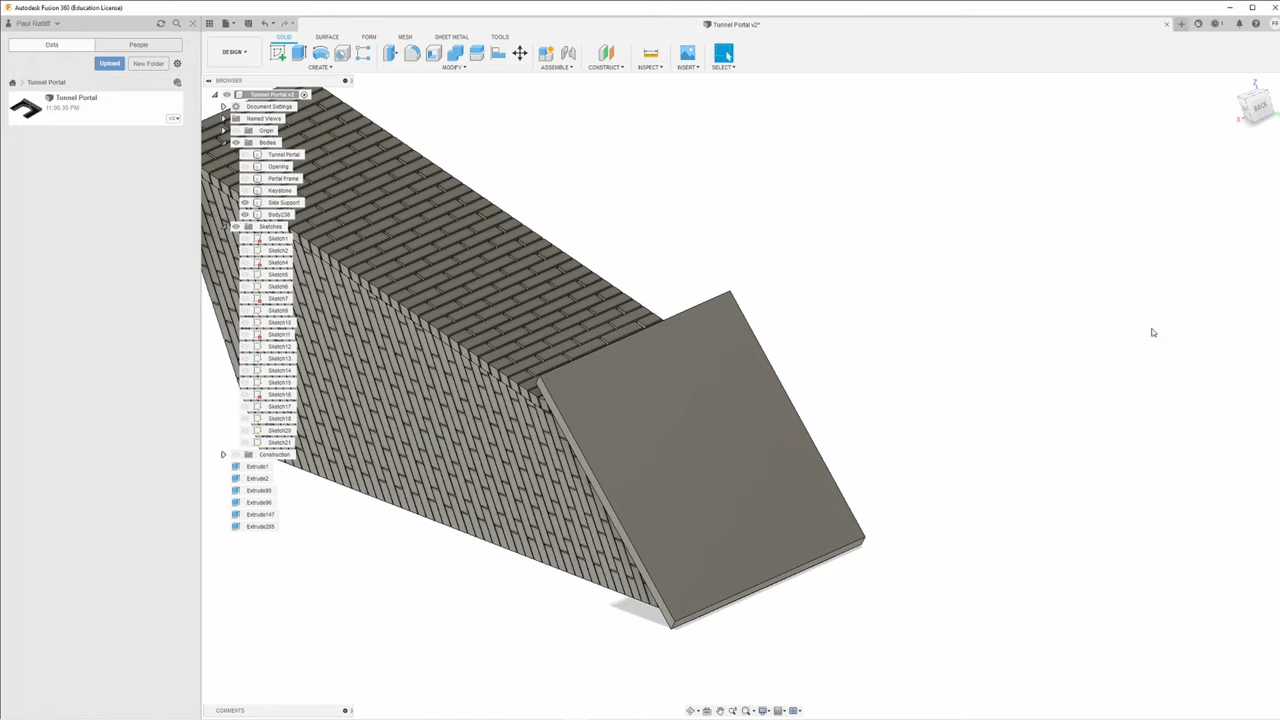 Autodesk Fusion 360 (Education License)
Paul Ratliff
Tunnel Portal v2*
PR
Data
People
Upload
New Folder
Tunnel Portal
Tunnel Portal
11:06:35 PM
V2
DESIGN
SOLID
SURFACE
FORM
MESH
SHEET METAL
TOOLS
CREATE
MODIFY
ASSEMBLE
CONSTRUCT
INSPECT
INSERT
SELECT
BROWSER
Tunnel Portal v2
Document Settings
Named Views
Origin
Bodies
Tunnel Portal
Opening
Portal Frame
Keystone
Side Support
Body238
Sketches
Sketch1
Sketch2
Sketch4
Sketch5
Sketch6
Sketch7
Sketch9
Sketch10
Sketch11
Sketch12
Sketch13
Sketch14
Sketch15
Sketch16
Sketch17
Sketch18
Sketch20
Sketch21
Construction
Extrude1
Extrude2
Extrude95
Extrude96
Extrude147
Extrude205
Z
BACK
X
COMMENTS